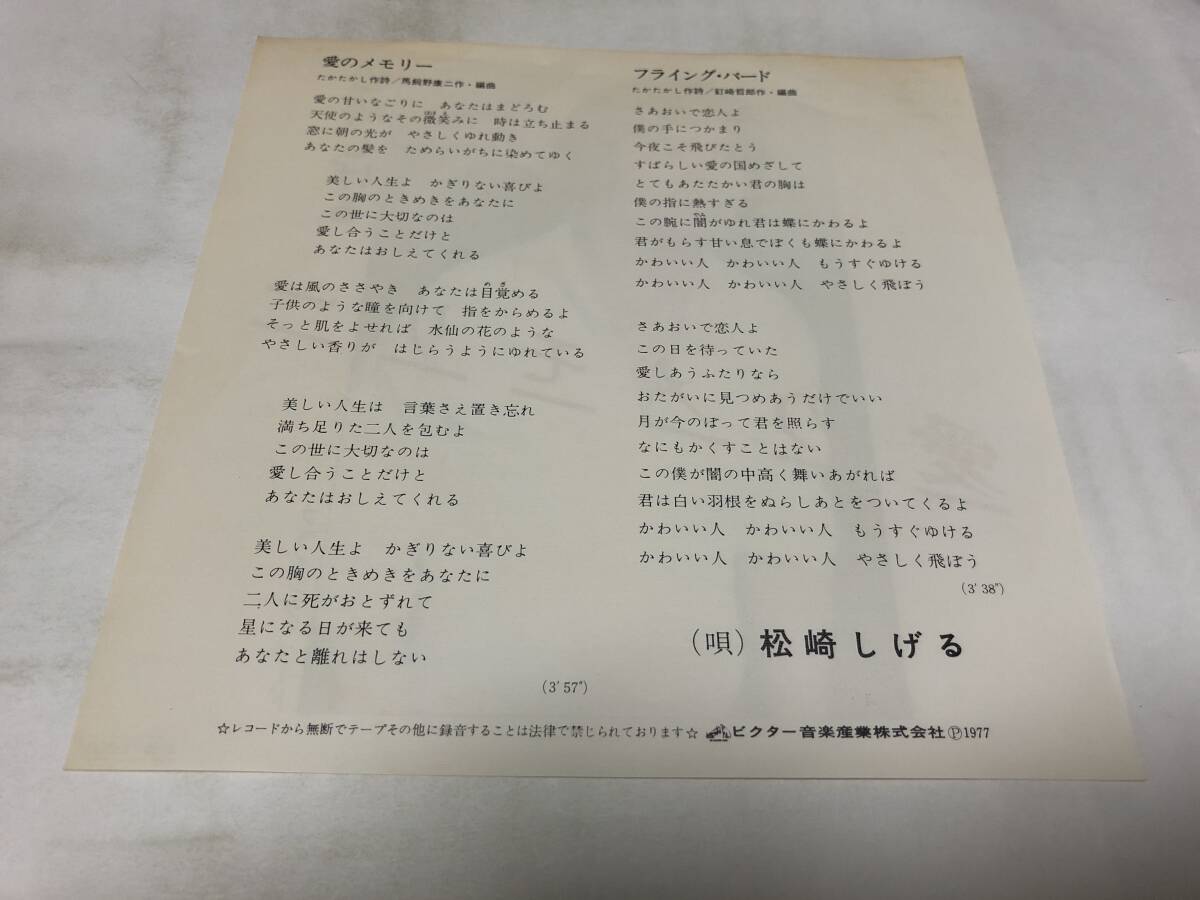 愛のメモリー
たかたかし作詩/馬飼野康二作・編曲
愛の甘いなごりに　あなたはまどろむ
天使のようなその微笑みに　時は立ち止まる
窓に朝の光が　やさしくゆれ動き
あなたの髪を　ためらいがちに染めてゆく
美しい人生よ　かぎりない喜びよ
この胸のときめきをあなたに
この世に大切なのは
愛し合うことだけと
あなたはおしえてくれる
愛は風のささやき　あなたは目覚める
子供のような瞳を向けて　指をからめるよ
そっと肌をよせれば　水仙の花のような
やさしい香りが　はじらうようにゆれている
美しい人生は　言葉さえ置き忘れ
満ち足りた二人を包むよ
この世に大切なのは
愛し合うことだけと
あなたはおしえてくれる
美しい人生よ　かぎりない喜びよ
この胸のときめきをあなたに
二人に死がおとずれて
星になる日が来ても
あなたと離れはしない
(3′57″)
フライング・バード
たかたかし作詩/釘崎哲郎作・編曲
さあおいで恋人よ
僕の手につかまり
今夜こそ飛びたとう
すばらしい愛の国めざして
とてもあたたかい君の胸は
僕の指に熱すぎる
この腕に闇がゆれ君は蝶にかわるよ
君がもらす甘い息でぼくも蝶にかわるよ
かわいい人　かわいい人　もうすぐゆける
かわいい人　かわいい人　やさしく飛ぼう
さあおいで恋人よ
この日を待っていた
愛しあうふたりなら
おたがいに見つめあうだけでいい
月が今のぼって君を照らす
なにもかくすことはない
この僕が闇の中高く舞いあがれば
君は白い羽根をぬらしあとをついてくるよ
かわいい人　かわいい人　もうすぐゆける
かわいい人　かわいい人　やさしく飛ぼう
(3′38″)
(唄)松崎しげる
☆レコードから無断でテープその他に録音することは法律で禁じられております☆ ビクター音楽産業株式会社Ⓟ1977